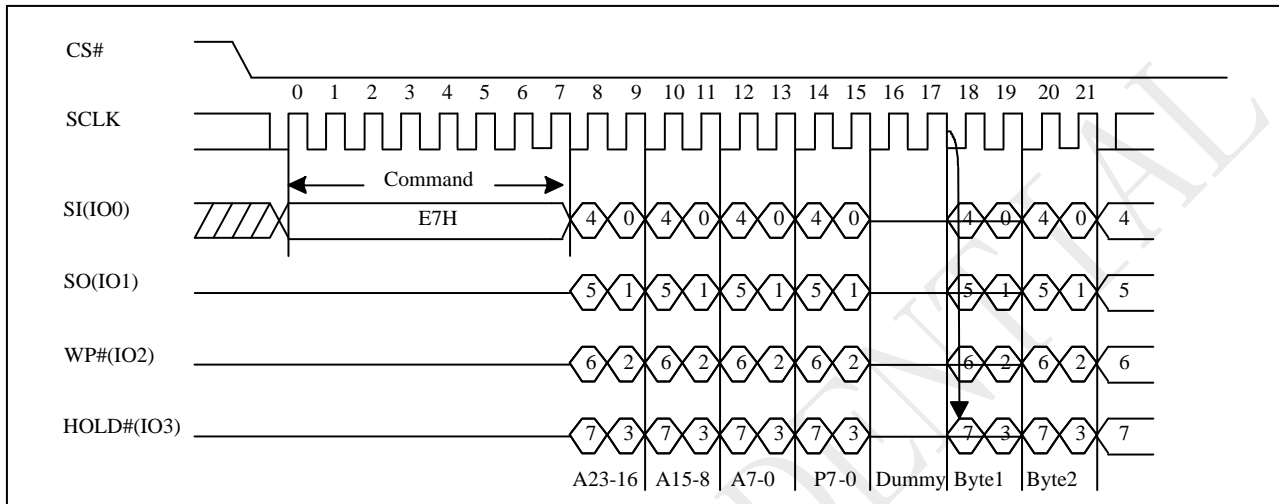 CS#
0 1 2 3 4 5 6 7 8 9 10 11 12 13 14 15 16 17 18 19 20 21
SCLK
Command
SI(IO0) E7H 4 0 4 0 4 0 4 0 4 0 4 0 4
SO(IO1) 5 1 5 1 5 1 5 1 5 1 5 1 5
WP#(IO2) 6 2 6 2 6 2 6 2 6 2 6 2 6
HOLD#(IO3) 7 3 7 3 7 3 7 3 7 3 7 3 7
A23-16 A15-8 A7-0 P7-0 Dummy Byte1 Byte2
DENTIAL